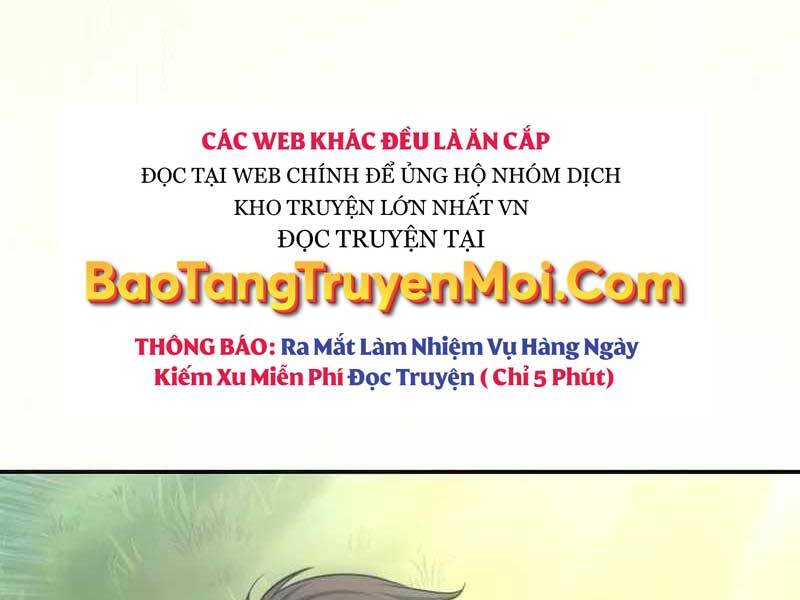 CÁC WEB KHÁC ĐỀU LÀ ĂN CẮP
ĐỌC TẠI WEB CHÍNH ĐỂ ỦNG HỘ NHÓM DỊCH
KHO TRUYỆN LỚN NHẤT VN
ĐỌC TRUYỆN TẠI
BaoTangTruyenMoi.Com
THÔNG BÁO: Ra Mắt Làm Nhiệm Vụ Hàng Ngày
Kiếm Xu Miễn Phí Đọc Truyện ( Chỉ 5 Phút)